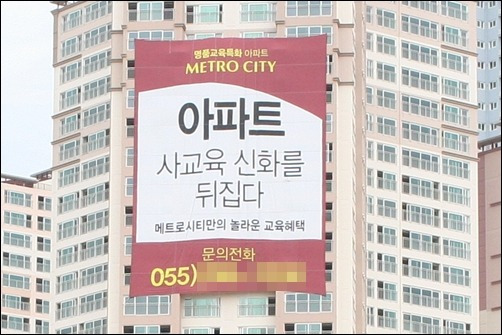 명품교육특화 아파트
METRO CITY
아파트
사교육 신화를
뒤집다
메트로시티만의 놀라운 교육혜택
문의전화
055)